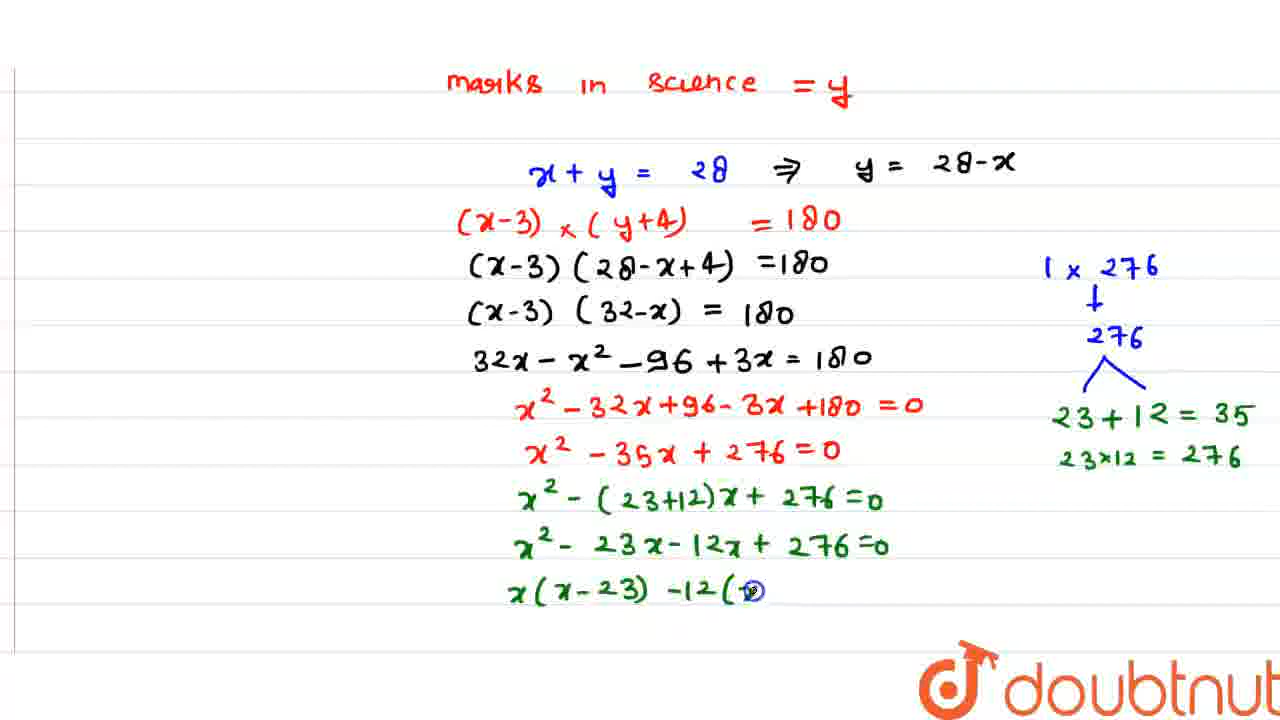 marks in science = y
x + y = 28 ⇒ y = 28-x
(x-3) × (y+4) = 180
(x-3) (28-x+4) = 180
(x-3) (32-x) = 180
32x - x² - 96 + 3x = 180
x² - 32x + 96 - 3x + 180 = 0
x² - 35x + 276 = 0
x² - (23+12)x + 276 = 0
x² - 23x - 12x + 276 = 0
x(x-23) -12(
1 × 276
276
23 + 12 = 35
23×12 = 276
doubtnut